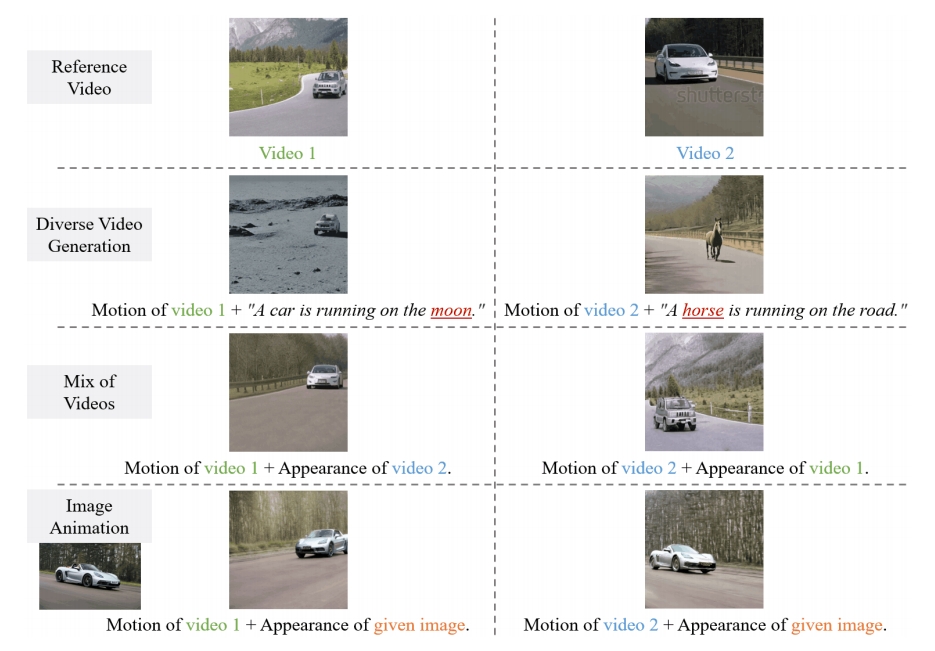 Reference
Video
shutterst
Video 1
Video 2
Diverse Video
Generation
Motion of video 1 + "A car is running on the moon."
Motion of video 2 + "A horse is running on the road."
Mix of
Videos
Motion of video 1 + Appearance of video 2.
Motion of video 2 + Appearance of video 1.
Image
Animation
Motion of video 1 + Appearance of given image.
Motion of video 2 + Appearance of given image.